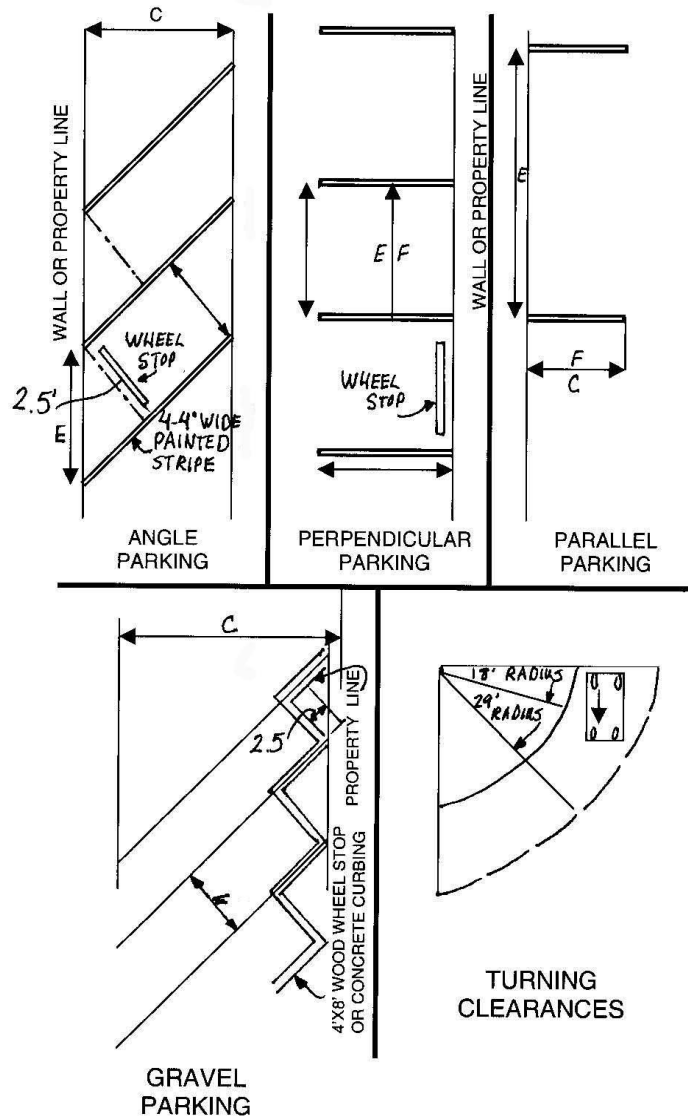 C
WALL OR PROPERTY LINE
WHEEL
STOP
2.5'
E
4-4" WIDE
PAINTED
STRIPE
ANGLE
PARKING
E F
WHEEL
STOP
WALL OR PROPERTY LINE
PERPENDICULAR
PARKING
E
F
C
PARALLEL
PARKING
C.
2.5
PROPERTY LINE
4'X8' WOOD WHEEL STOP
OR CONCRETE CURBING
GRAVEL
PARKING
18' RADIUS
29' RADIUS
TURNING
CLEARANCES